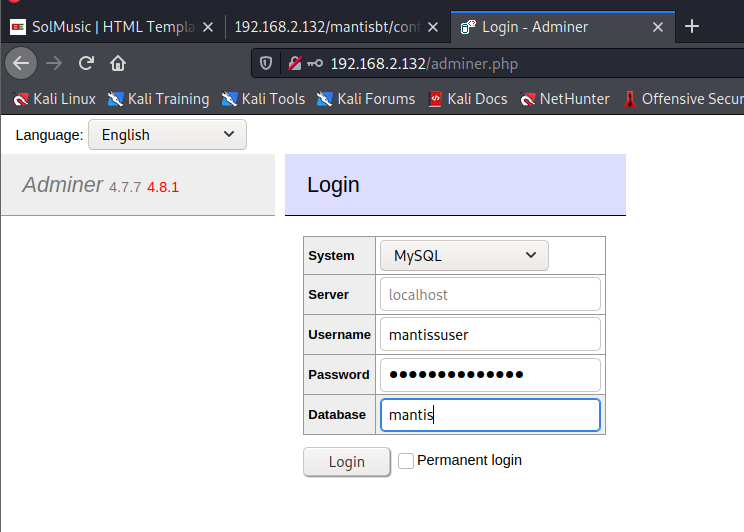 SolMusic | HTML Templa
192.168.2.132/mantisbt/conf
Login - Adminer
192.168.2.132/adminer.php
Kali Linux Kali Training Kali Tools Kali Forums Kali Docs NetHunter Offensive Secur
Language: English
Adminer 4.7.7 4.8.1
Login
System MySQL
Server localhost
Username mantissuser
Password ●●●●●●●●●●●●●●
Database mantis
Login Permanent login